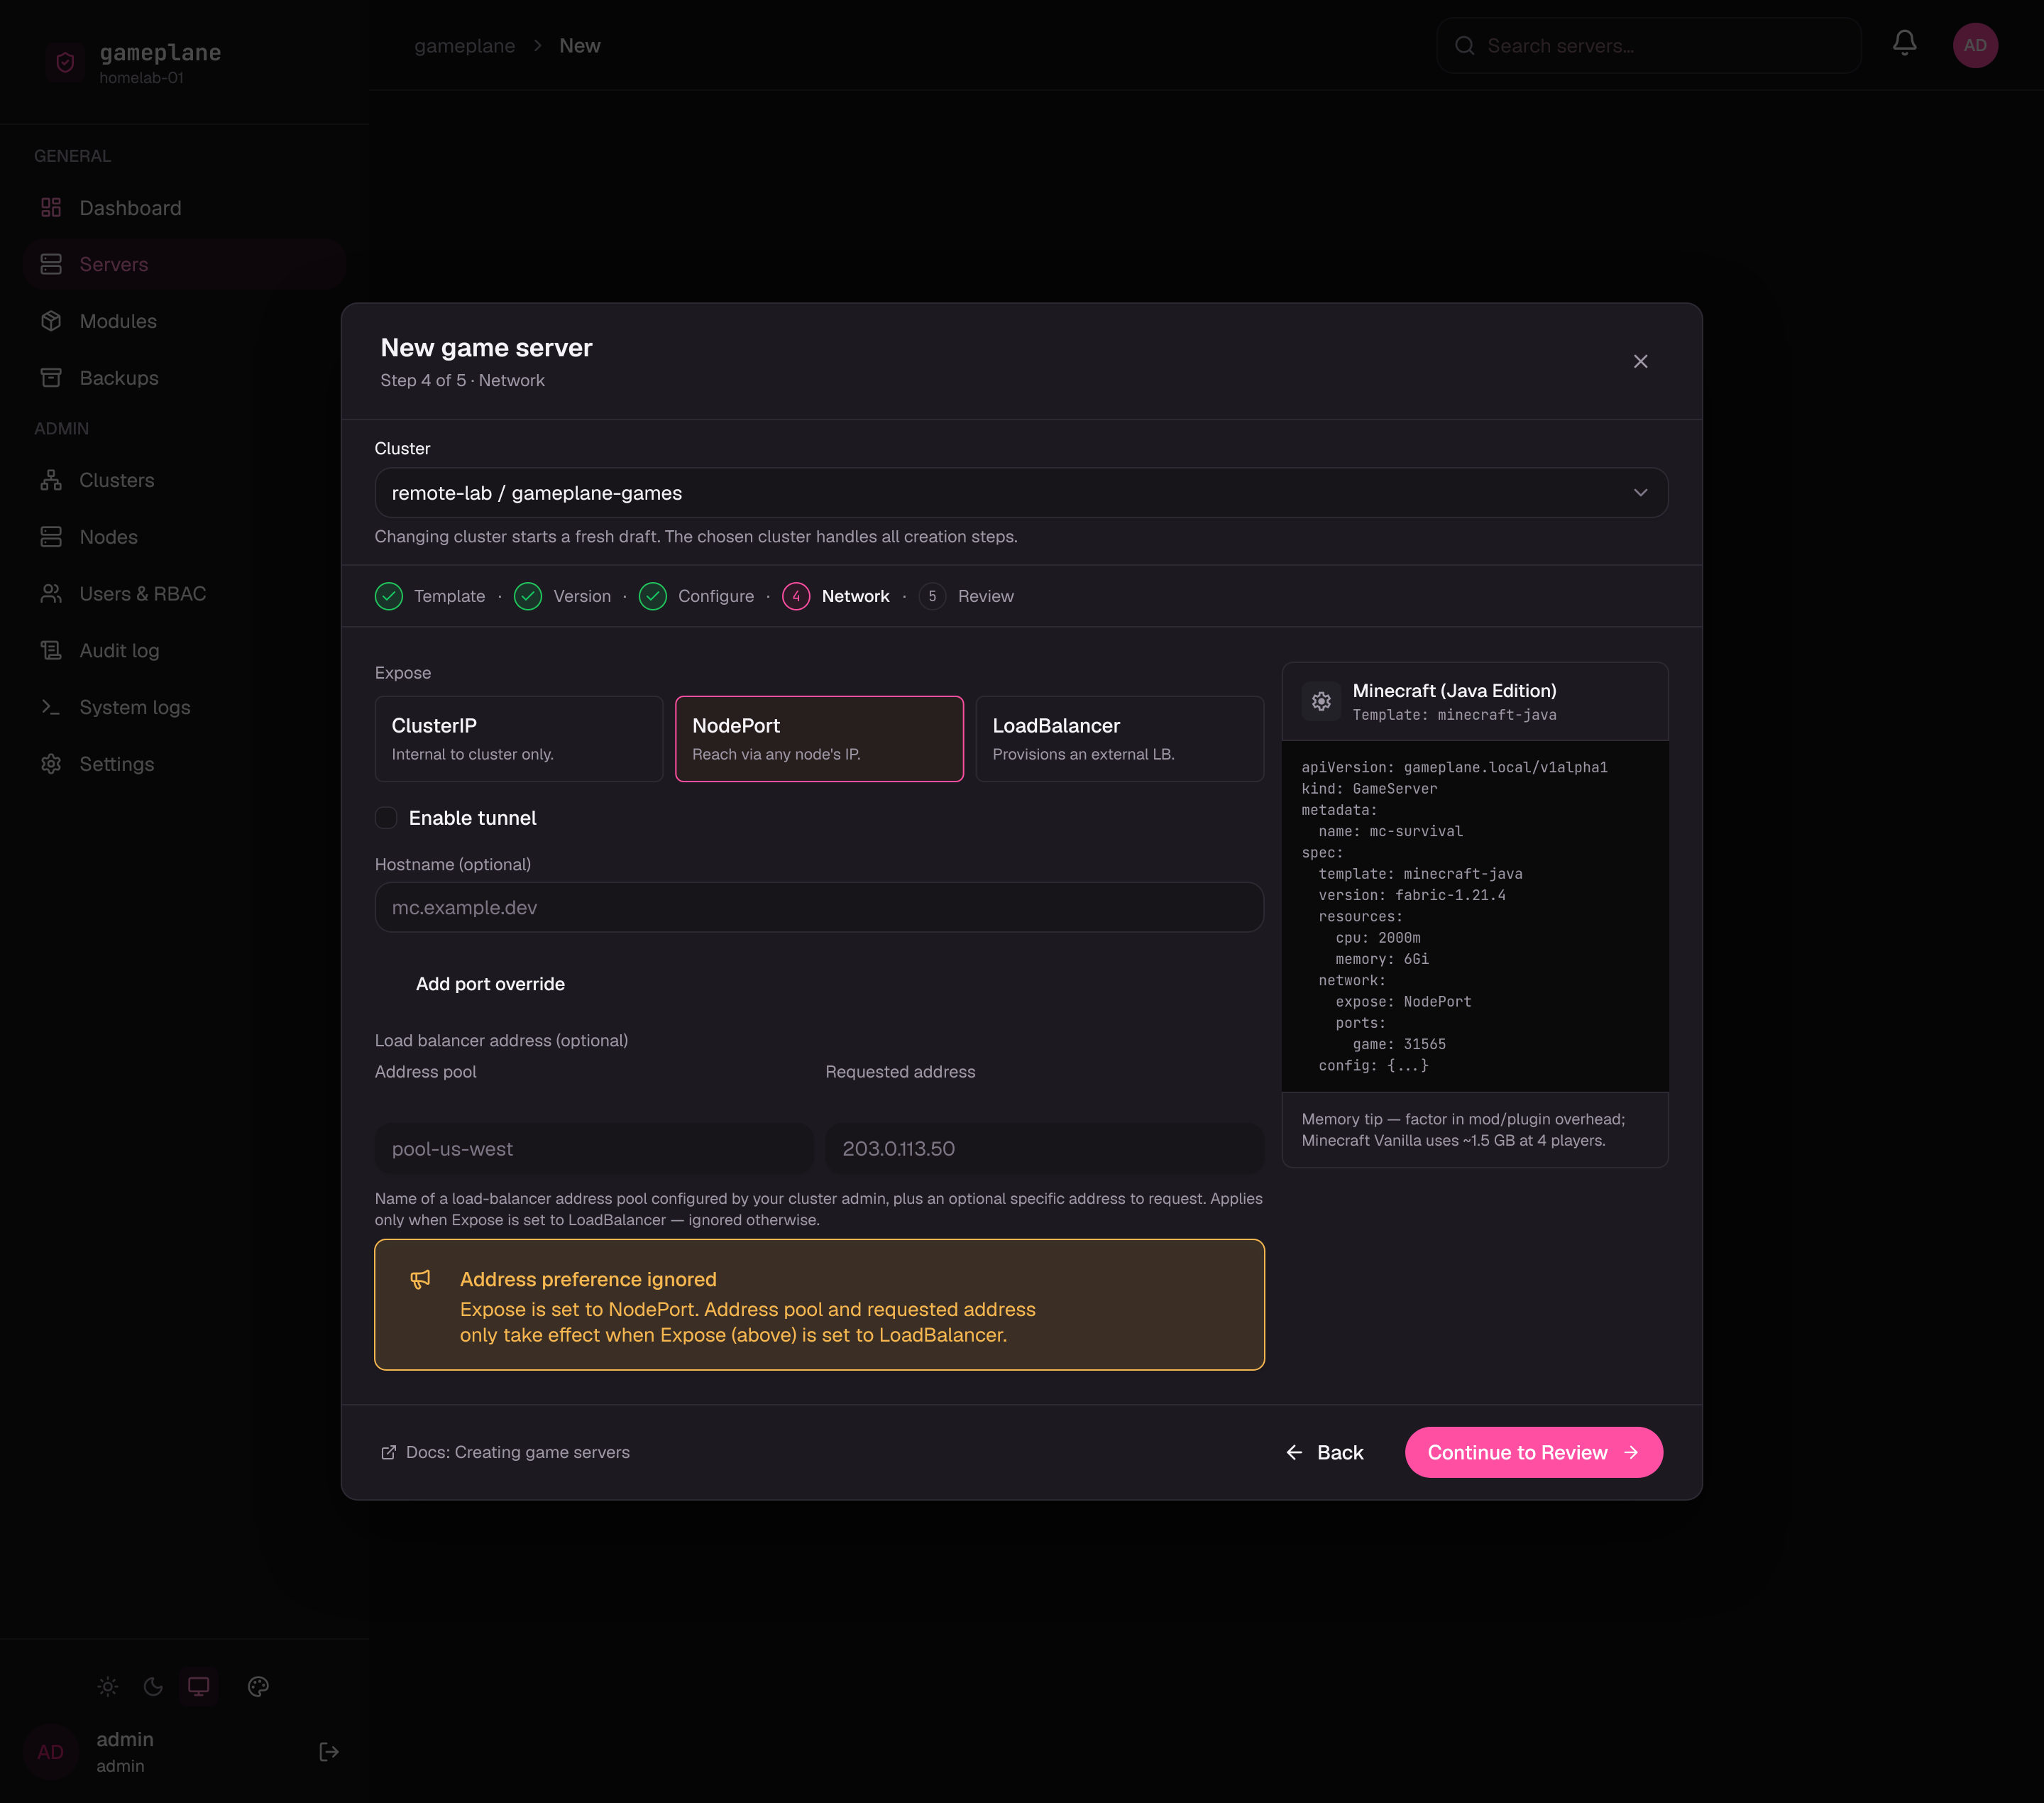 gameplane
homelab-01
gameplane
New
Search servers...
AD
GENERAL
Dashboard
Servers
Modules
Backups
ADMIN
Clusters
Nodes
Users & RBAC
Audit log
System logs
Settings
New game server
Step 4 of 5 · Network
Cluster
remote-lab / gameplane-games
Changing cluster starts a fresh draft. The chosen cluster handles all creation steps.
Template · Version · Configure · 4 Network · 5 Review
Expose
ClusterIP
Internal to cluster only.
NodePort
Reach via any node's IP.
LoadBalancer
Provisions an external LB.
Enable tunnel
Hostname (optional)
mc.example.dev
Add port override
Load balancer address (optional)
Address pool
Requested address
pool-us-west
203.0.113.50
Name of a load-balancer address pool configured by your cluster admin, plus an optional specific address to request. Applies
only when Expose is set to LoadBalancer — ignored otherwise.
Address preference ignored
Expose is set to NodePort. Address pool and requested address
only take effect when Expose (above) is set to LoadBalancer.
Minecraft (Java Edition)
Template: minecraft-java
apiVersion: gameplane.local/v1alpha1
kind: GameServer
metadata:
  name: mc-survival
spec:
  template: minecraft-java
  version: fabric-1.21.4
  resources:
    cpu: 2000m
    memory: 6Gi
  network:
    expose: NodePort
    ports:
      game: 31565
  config: {...}
Memory tip — factor in mod/plugin overhead;
Minecraft Vanilla uses ~1.5 GB at 4 players.
Docs: Creating game servers
Back
Continue to Review
AD
admin
admin